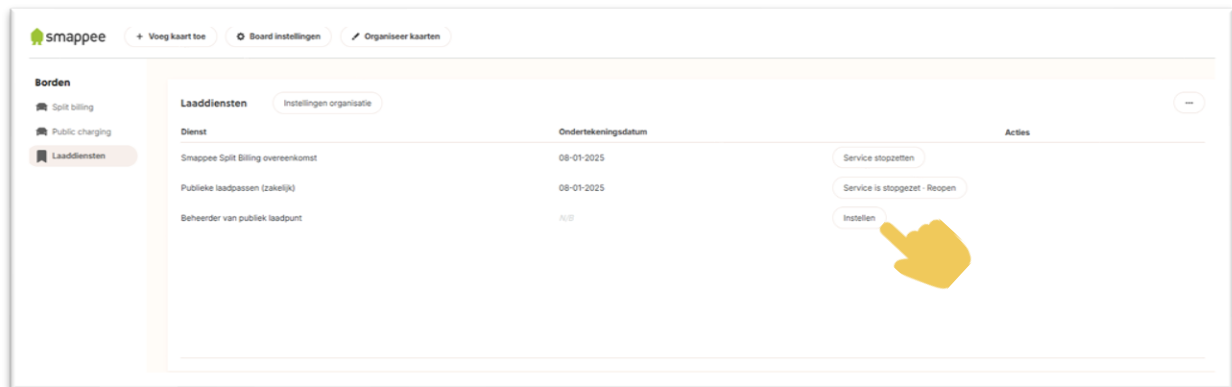 smappee + Voeg kaart toe Board instellingen Organiseer kaarten
Borden
Split billing
Public charging
Laaddiensten
Laaddiensten Instellingen organisatie ...
Dienst Ondertekeningsdatum Acties
Smappee Split Billing overeenkomst 08-01-2025 Service stopzetten
Publieke laadpassen (zakelijk) 08-01-2025 Service is stopgezet · Reopen
Beheerder van publiek laadpunt N/B Instellen